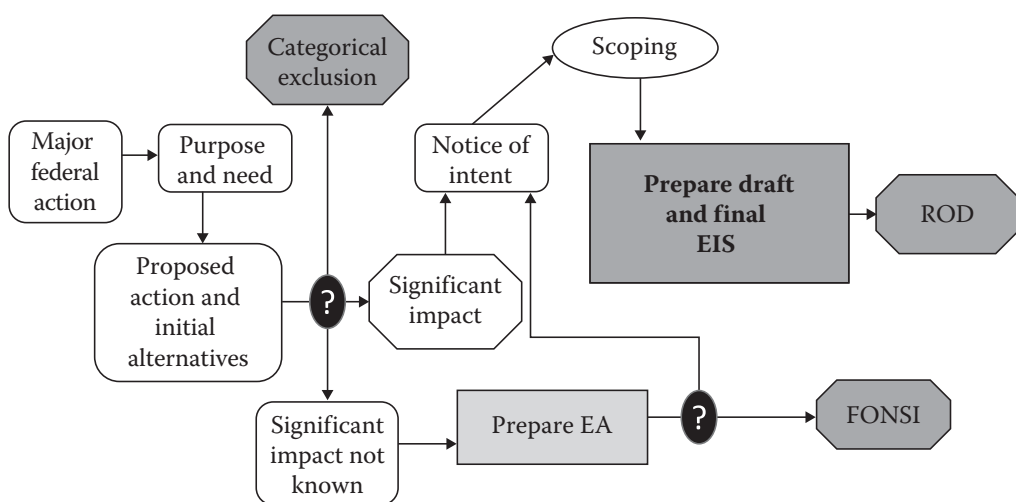 Categorical
exclusion
Scoping
Major
federal
action
Purpose
and need
Notice of
intent
Prepare draft
and final
EIS
ROD
Proposed
action and
initial
alternatives
?
Significant
impact
Significant
impact not
known
Prepare EA
?
FONSI